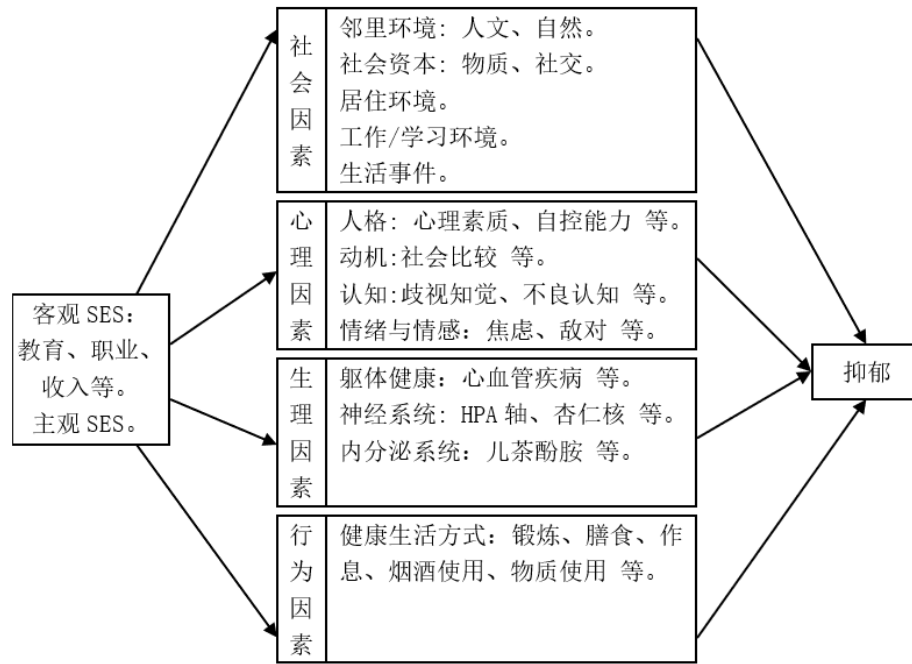 客观 SES：
教育、职业、
收入等。
主观 SES。
社会因素
邻里环境：人文、自然。
社会资本：物质、社交。
居住环境。
工作/学习环境。
生活事件。
心理因素
人格：心理素质、自控能力 等。
动机:社会比较 等。
认知:歧视知觉、不良认知 等。
情绪与情感：焦虑、敌对 等。
生理因素
躯体健康：心血管疾病 等。
神经系统：HPA 轴、杏仁核 等。
内分泌系统：儿茶酚胺 等。
行为因素
健康生活方式：锻炼、膳食、作
息、烟酒使用、物质使用 等。
抑郁